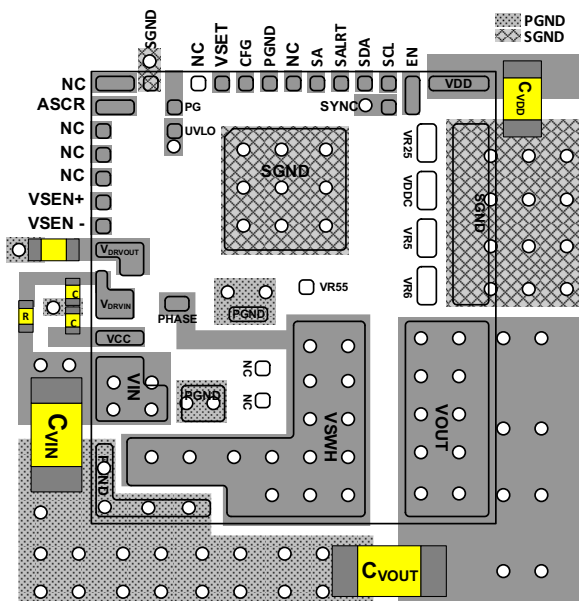 PGND
SGND
SGND
NC
VSET
CFG
PGND
NC
SA
SALRT
SDA
SCL
EN
NC
ASCR
NC
NC
NC
VSEN+
VSEN -
PG
UVLO
SYNC
VDD
CVDD
SGND
VR25
VDDC
VR5
VR6
SGND
VDRVOUT
VDRVIN
C
C
R
VCC
PHASE
PGND
VR55
VIN
PGND
NC
NC
CVIN
VSWH
VOUT
PGND
CVOUT